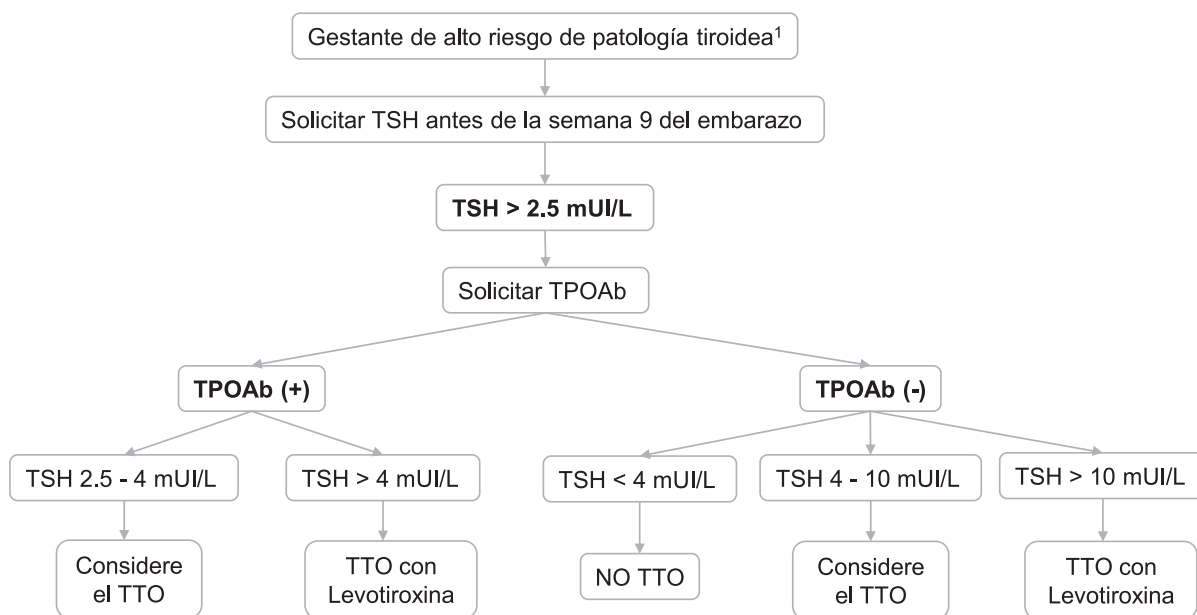 Gestante de alto riesgo de patología tiroidea¹
Solicitar TSH antes de la semana 9 del embarazo
TSH > 2.5 mUI/L
Solicitar TPOAb
TPOAb (+)
TPOAb (-)
TSH 2.5 - 4 mUI/L
TSH > 4 mUI/L
TSH < 4 mUI/L
TSH 4 - 10 mUI/L
TSH > 10 mUI/L
Considere
el TTO
TTO con
Levotiroxina
NO TTO
Considere
el TTO
TTO con
Levotiroxina